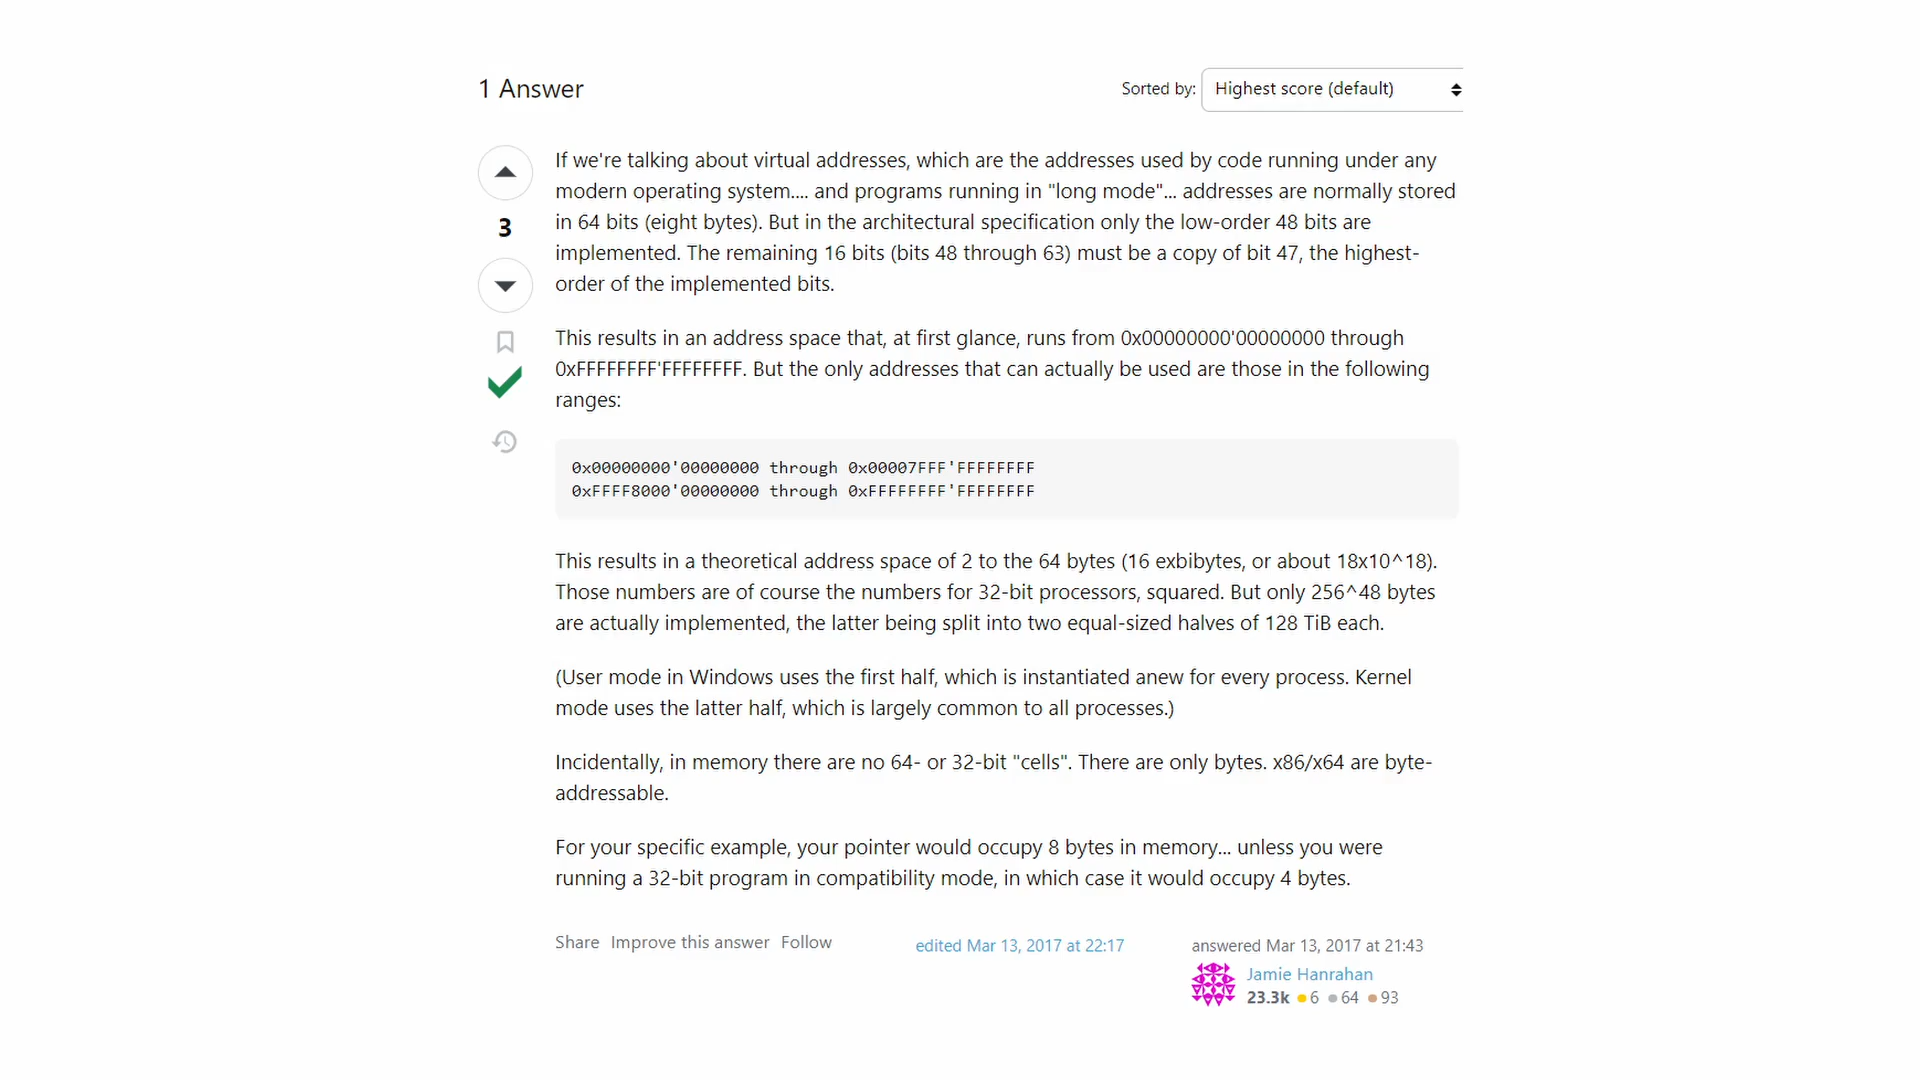 1 Answer
Sorted by:
Highest score (default)
If we're talking about virtual addresses, which are the addresses used by code running under any
modern operating system.... and programs running in "long mode"... addresses are normally stored
in 64 bits (eight bytes). But in the architectural specification only the low-order 48 bits are
implemented. The remaining 16 bits (bits 48 through 63) must be a copy of bit 47, the highest-
order of the implemented bits.
3
This results in an address space that, at first glance, runs from 0x00000000'00000000 through
0xFFFFFFFF'FFFFFFFF. But the only addresses that can actually be used are those in the following
ranges:
0x00000000'00000000 through 0x00007FFF'FFFFFFFF
0xFFFF8000'00000000 through 0xFFFFFFFF'FFFFFFFF
This results in a theoretical address space of 2 to the 64 bytes (16 exbibytes, or about 18x10^18).
Those numbers are of course the numbers for 32-bit processors, squared. But only 256^48 bytes
are actually implemented, the latter being split into two equal-sized halves of 128 TiB each.
(User mode in Windows uses the first half, which is instantiated anew for every process. Kernel
mode uses the latter half, which is largely common to all processes.)
Incidentally, in memory there are no 64- or 32-bit "cells". There are only bytes. x86/x64 are byte-
addressable.
For your specific example, your pointer would occupy 8 bytes in memory... unless you were
running a 32-bit program in compatibility mode, in which case it would occupy 4 bytes.
Share Improve this answer Follow
edited Mar 13, 2017 at 22:17
answered Mar 13, 2017 at 21:43
Jamie Hanrahan
23.3k 6 64 93